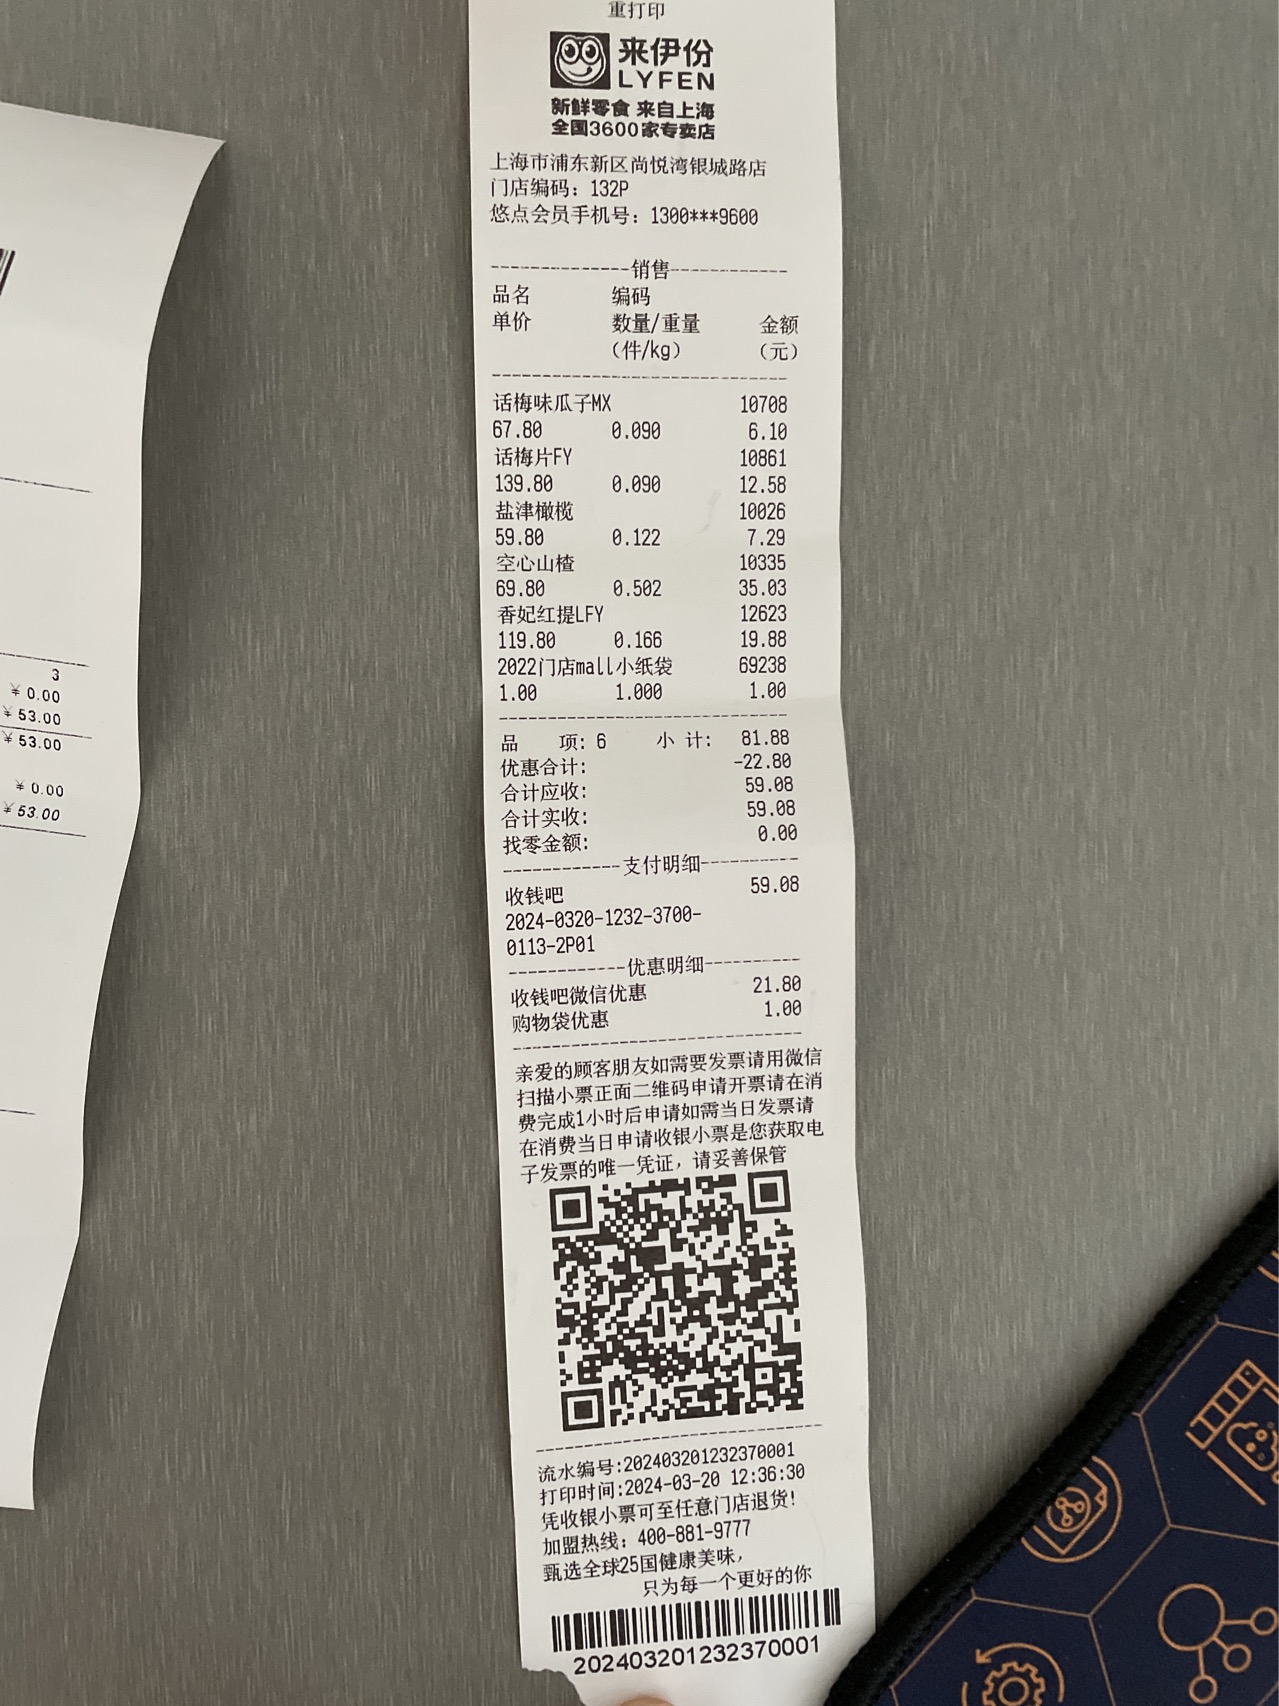 重打印
来伊份
LYFEN
新鲜零食 来自上海
全国3600家专卖店
上海市浦东新区尚悦湾银城路店
门店编码：132P
悠点会员手机号：1300***9600
--------------销售------------
品名 编码
单价 数量/重量 金额
（件/kg） （元）
话梅味瓜子MX 10708
67.80 0.090 6.10
话梅片FY 10861
139.80 0.090 12.58
盐津橄榄 10026
59.80 0.122 7.29
空心山楂 10335
69.80 0.502 35.03
香妃红提LFY 12623
119.80 0.166 19.88
2022门店mall小纸袋 69238
1.00 1.000 1.00
品 项: 6 小 计: 81.88
优惠合计: -22.80
合计应收: 59.08
合计实收: 59.08
找零金额: 0.00
------------支付明细----------
收钱吧 59.08
2024-0320-1232-3700-
0113-2P01
------------优惠明细----------
收钱吧微信优惠 21.80
购物袋优惠 1.00
亲爱的顾客朋友如需要发票请用微信
扫描小票正面二维码申请开票请在消
费完成1小时后申请如需当日发票请
在消费当日申请收银小票是您获取电
子发票的唯一凭证，请妥善保管
流水编号:202403201232370001
打印时间:2024-03-20 12:36:30
凭收银小票可至任意门店退货!
加盟热线: 400-881-9777
甄选全球25国健康美味，
只为每一个更好的你
202403201232370001
3
￥0.00
￥53.00
￥53.00
￥0.00
￥53.00